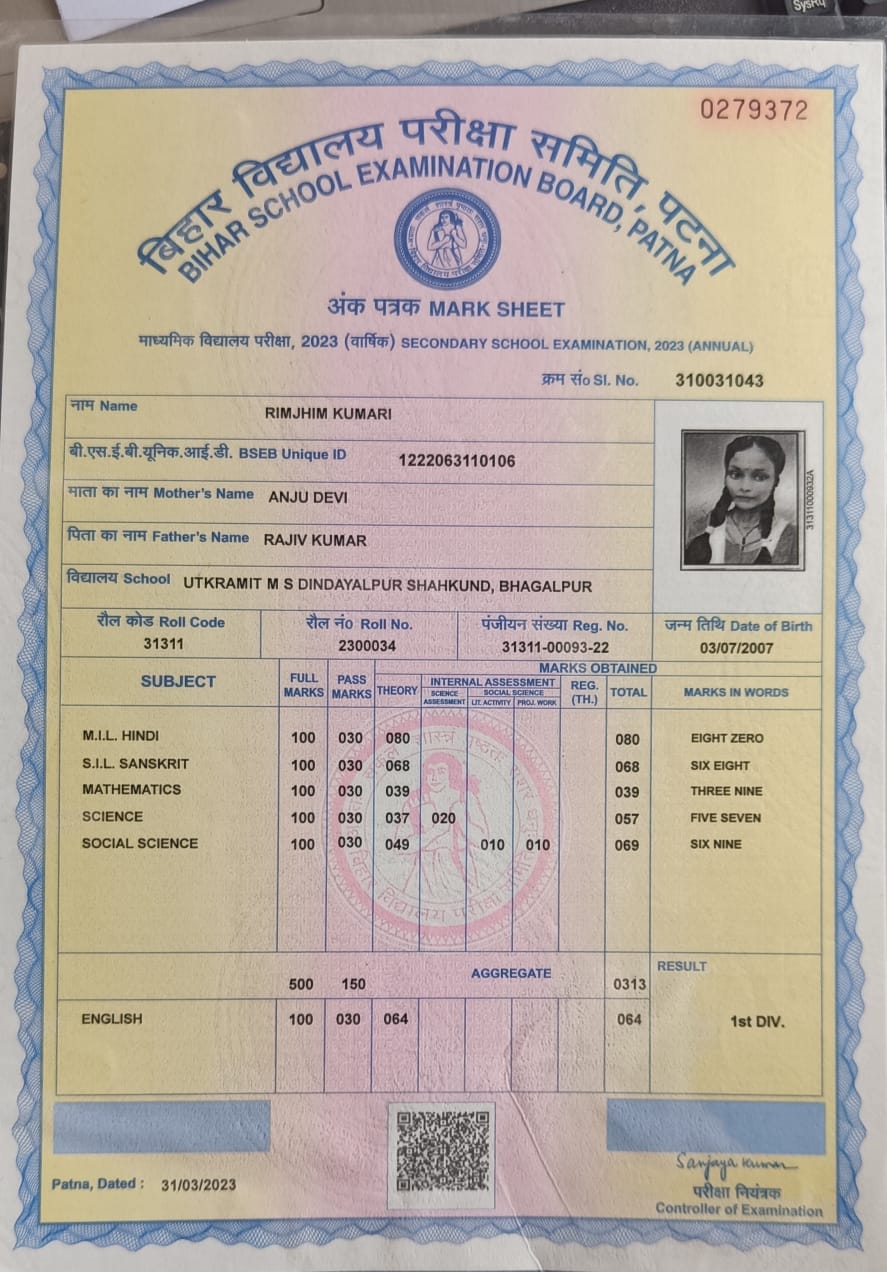 SysRq
0279372
बिहार विद्यालय परीक्षा समिति, पटना
BIHAR SCHOOL EXAMINATION BOARD, PATNA
अंक पत्रक MARK SHEET
माध्यमिक विद्यालय परीक्षा, 2023 (वार्षिक) SECONDARY SCHOOL EXAMINATION, 2023 (ANNUAL)
क्रम सं० Sl. No. 310031043
नाम Name RIMJHIM KUMARI
बी.एस.ई.बी.यूनिक.आई.डी. BSEB Unique ID 1222063110106
माता का नाम Mother's Name ANJU DEVI
पिता का नाम Father's Name RAJIV KUMAR
31311000932A
विद्यालय School UTKRAMIT M S DINDAYALPUR SHAHKUND, BHAGALPUR
रौल कोड Roll Code रौल नं० Roll No. पंजीयन संख्या Reg. No. जन्म तिथि Date of Birth
31311 2300034 31311-00093-22 03/07/2007
SUBJECT FULL MARKS PASS MARKS MARKS OBTAINED
THEORY INTERNAL ASSESSMENT REG. (TH.) TOTAL MARKS IN WORDS
SCIENCE ASSESSMENT SOCIAL SCIENCE
LIT. ACTIVITY PROJ. WORK
M.I.L. HINDI 100 030 080 080 EIGHT ZERO
S.I.L. SANSKRIT 100 030 068 068 SIX EIGHT
MATHEMATICS 100 030 039 039 THREE NINE
SCIENCE 100 030 037 020 057 FIVE SEVEN
SOCIAL SCIENCE 100 030 049 010 010 069 SIX NINE
बिहार विद्यालय परीक्षा समिति
500 150 AGGREGATE 0313 RESULT
ENGLISH 100 030 064 064 1st DIV.
Patna, Dated : 31/03/2023
Sanjaya Kumar
परीक्षा नियंत्रक
Controller of Examination